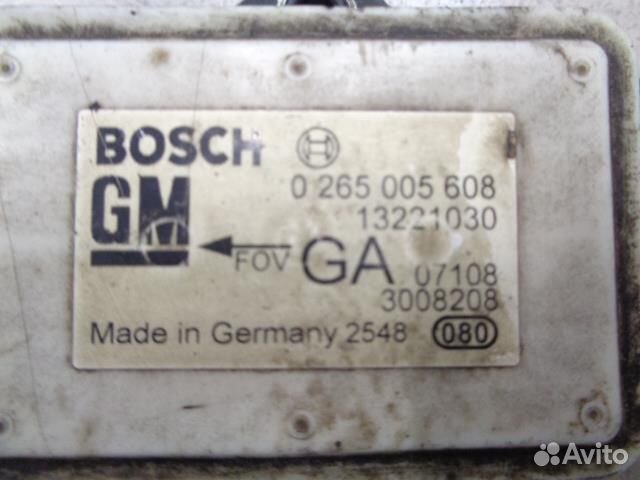 BOSCH
0 265 005 608
GM
13221030
FOV GA 07108
3008208
Made in Germany 2548 080
Avito